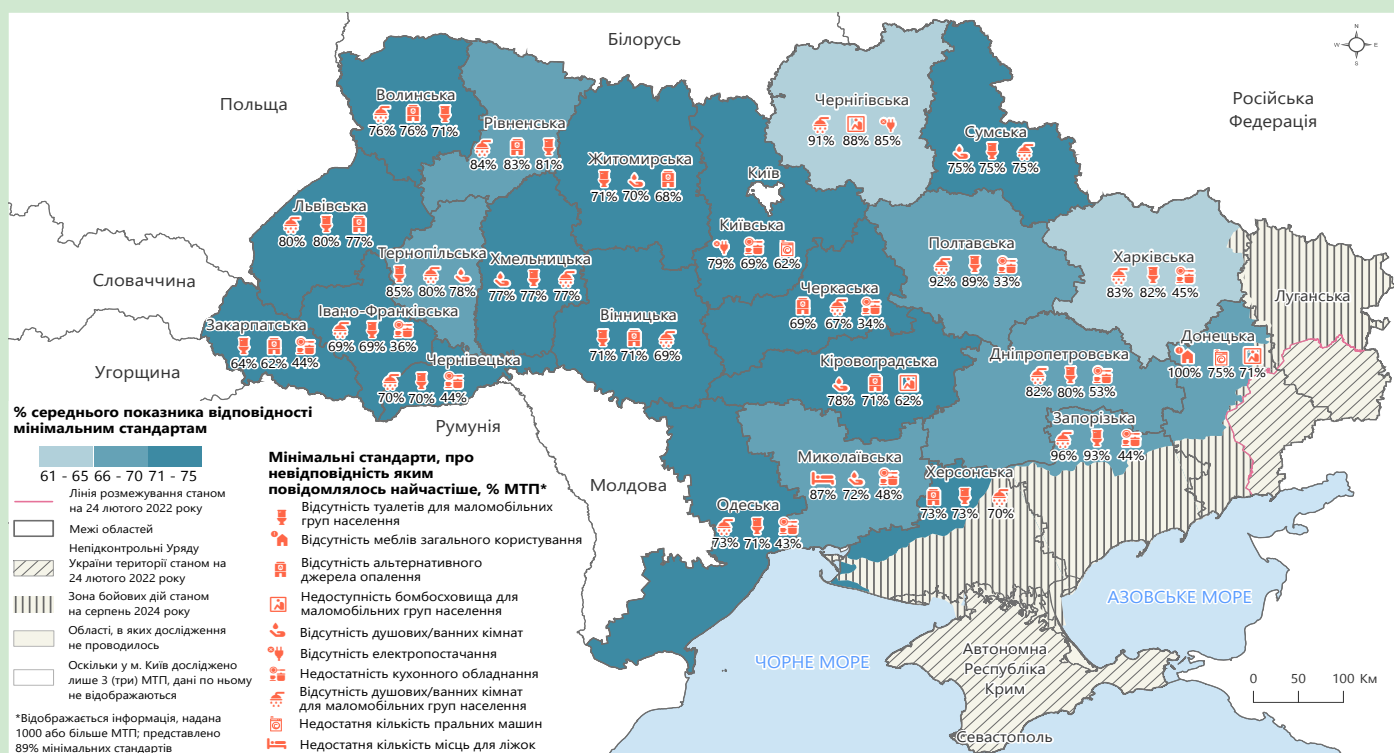 Білорусь
N
W
E
S
Польща
Російська
Федерація
Волинська
76% 76% 71%
Рівненська
84% 83% 81%
Житомирська
71% 70% 68%
Київ
Чернігівська
91% 88% 85%
Сумська
75% 75% 75%
Львівська
80% 80% 77%
Тернопільська
85% 80% 78%
Хмельницька
77% 77% 77%
Київська
79% 69% 62%
Полтавська
92% 89% 33%
Харківська
83% 82% 45%
Луганська
Словаччина
Закарпатська
64% 62% 44%
Івано-Франківська
69% 69% 36%
Чернівецька
70% 70% 44%
Вінницька
71% 71% 69%
Черкаська
69% 67% 34%
Кіровоградська
78% 71% 62%
Дніпропетровська
82% 80% 53%
Донецька
100% 75% 71%
Запорізька
96% 93% 44%
Миколаївська
87% 72% 48%
Херсонська
73% 73% 70%
Одеська
73% 71% 43%
Угорщина
Румунія
Молдова
АЗОВСЬКЕ МОРЕ
ЧОРНЕ МОРЕ
Автономна
Республіка
Крим
Севастополь
0 50 100 Км
% середнього показника відповідності
мінімальним стандартам
61 - 65 66 - 70 71 - 75
Лінія розмежування станом
на 24 лютого 2022 року
Межі областей
Непідконтрольні Уряду
України території станом на
24 лютого 2022 року
Зона бойових дій станом
на серпень 2024 року
Області, в яких дослідження
не проводилось
Оскільки у м. Київ досліджено
лише 3 (три) МТП, дані по ньому
не відображаються
*Відображається інформація, надана
1000 або більше МТП; представлено
89% мінімальних стандартів
Мінімальні стандарти, про
невідповідність яким
повідомлялось найчастіше, % МТП*
Відсутність туалетів для маломобільних
груп населення
Відсутність меблів загального користування
Відсутність альтернативного
джерела опалення
Недоступність бомбосховища для
маломобільних груп населення
Відсутність душових/ванних кімнат
Відсутність електропостачання
Недостатність кухонного обладнання
Відсутність душових/ванних кімнат
для маломобільних груп населення
Недостатня кількість пральних машин
Недостатня кількість місць для ліжок